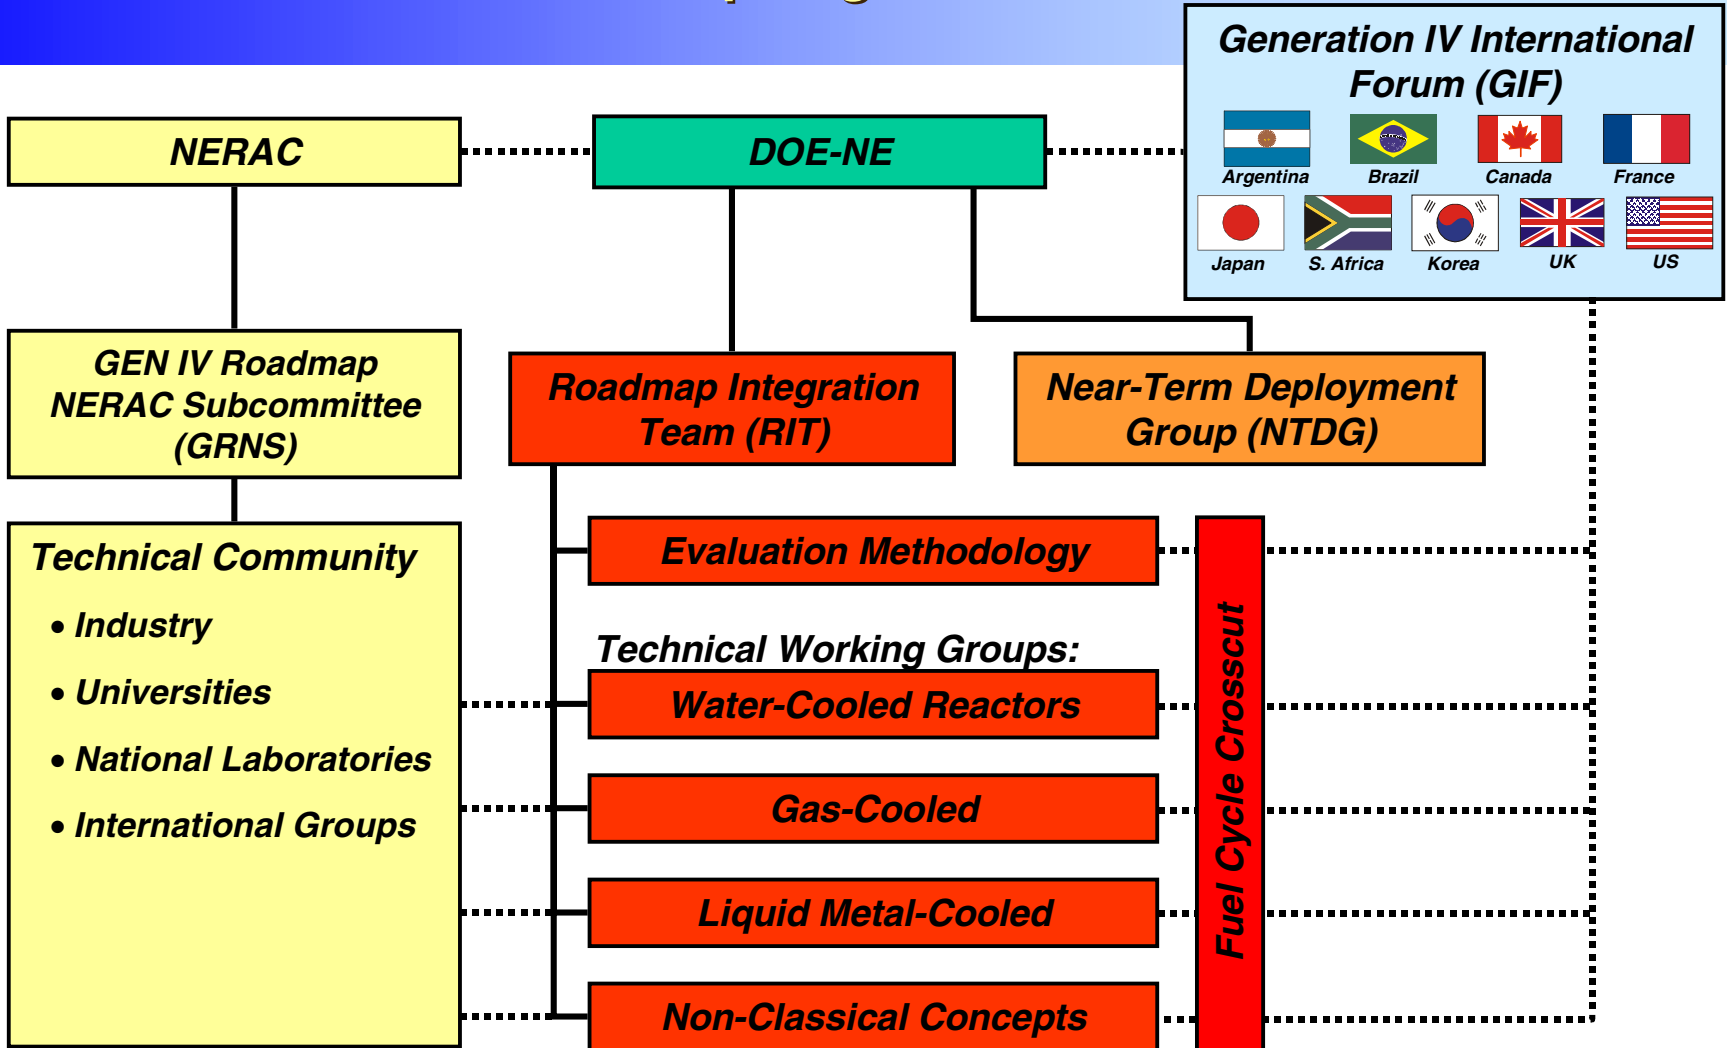 Generation IV International
Forum (GIF)
Argentina Brazil Canada France
Japan S. Africa Korea UK US
NERAC
DOE-NE
GEN IV Roadmap
NERAC Subcommittee
(GRNS)
Roadmap Integration
Team (RIT)
Near-Term Deployment
Group (NTDG)
Technical Community
• Industry
• Universities
• National Laboratories
• International Groups
Evaluation Methodology
Technical Working Groups:
Water-Cooled Reactors
Gas-Cooled
Liquid Metal-Cooled
Non-Classical Concepts
Fuel Cycle Crosscut